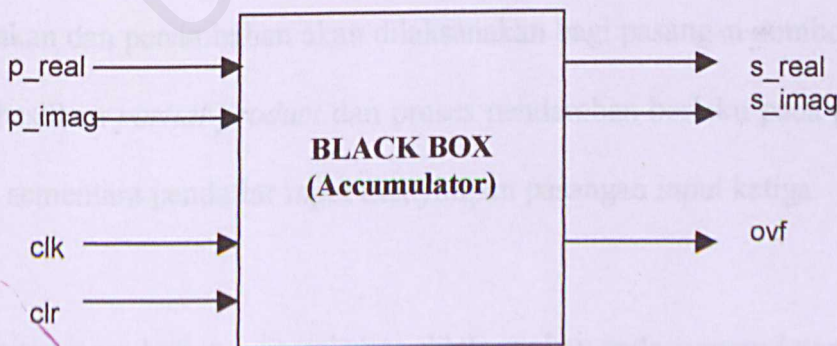 p_real
p_imag
clk
clr
BLACK BOX
(Accumulator)
s_real
s_imag
ovf